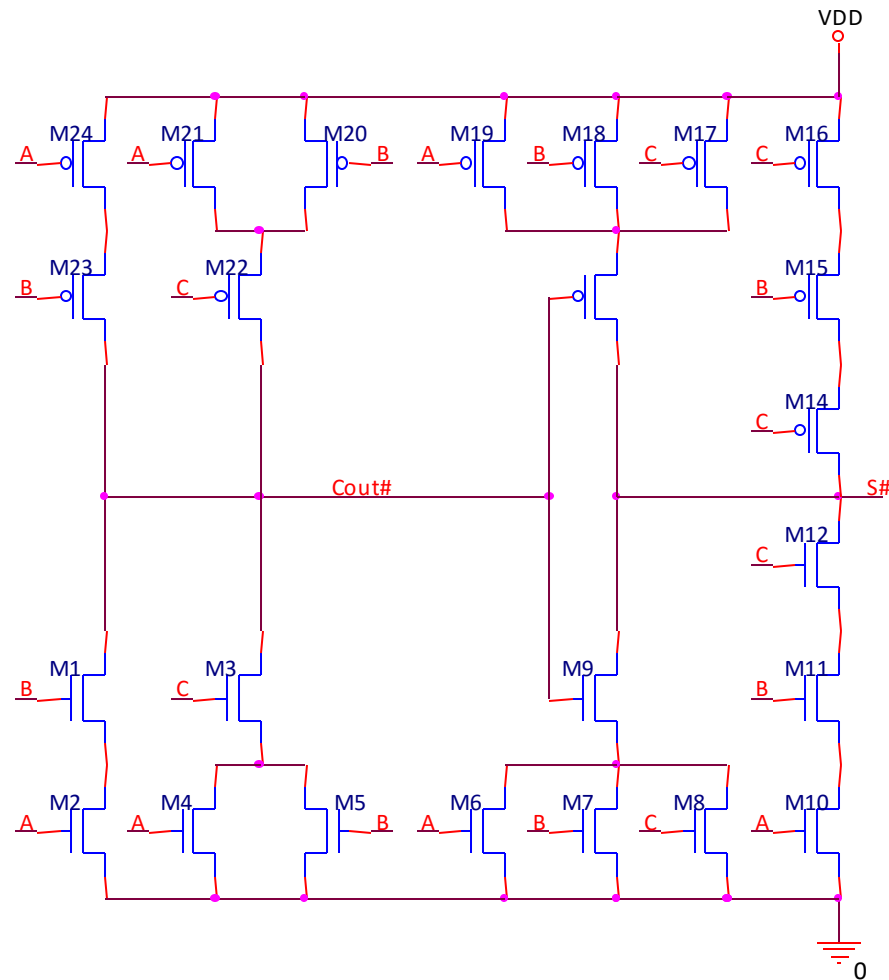 VDD
M24 M21 M20 M19 M18 M17 M16
A A B A B C C
M23 M22 M15
B C B
M14
C
Cout# S#
M12
C
M1 M3 M9 M11
B C B
M2 M4 M5 M6 M7 M8 M10
A A B A B C A
0